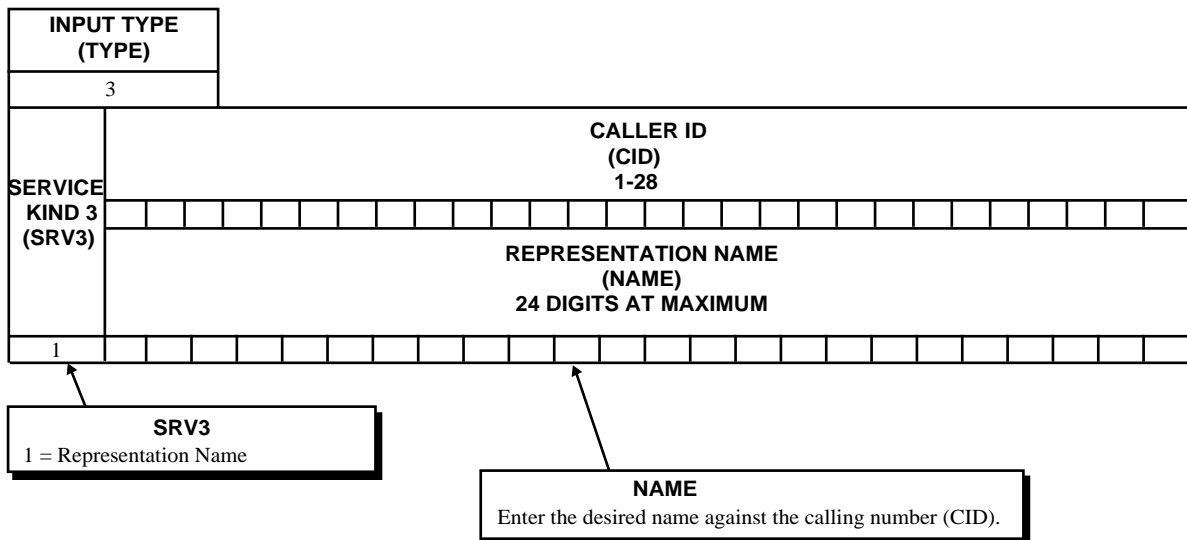 INPUT TYPE
(TYPE)
3
CALLER ID
(CID)
1-28
SERVICE
KIND 3
(SRV3)
REPRESENTATION NAME
(NAME)
24 DIGITS AT MAXIMUM
1
SRV3
1 = Representation Name
NAME
Enter the desired name against the calling number (CID).